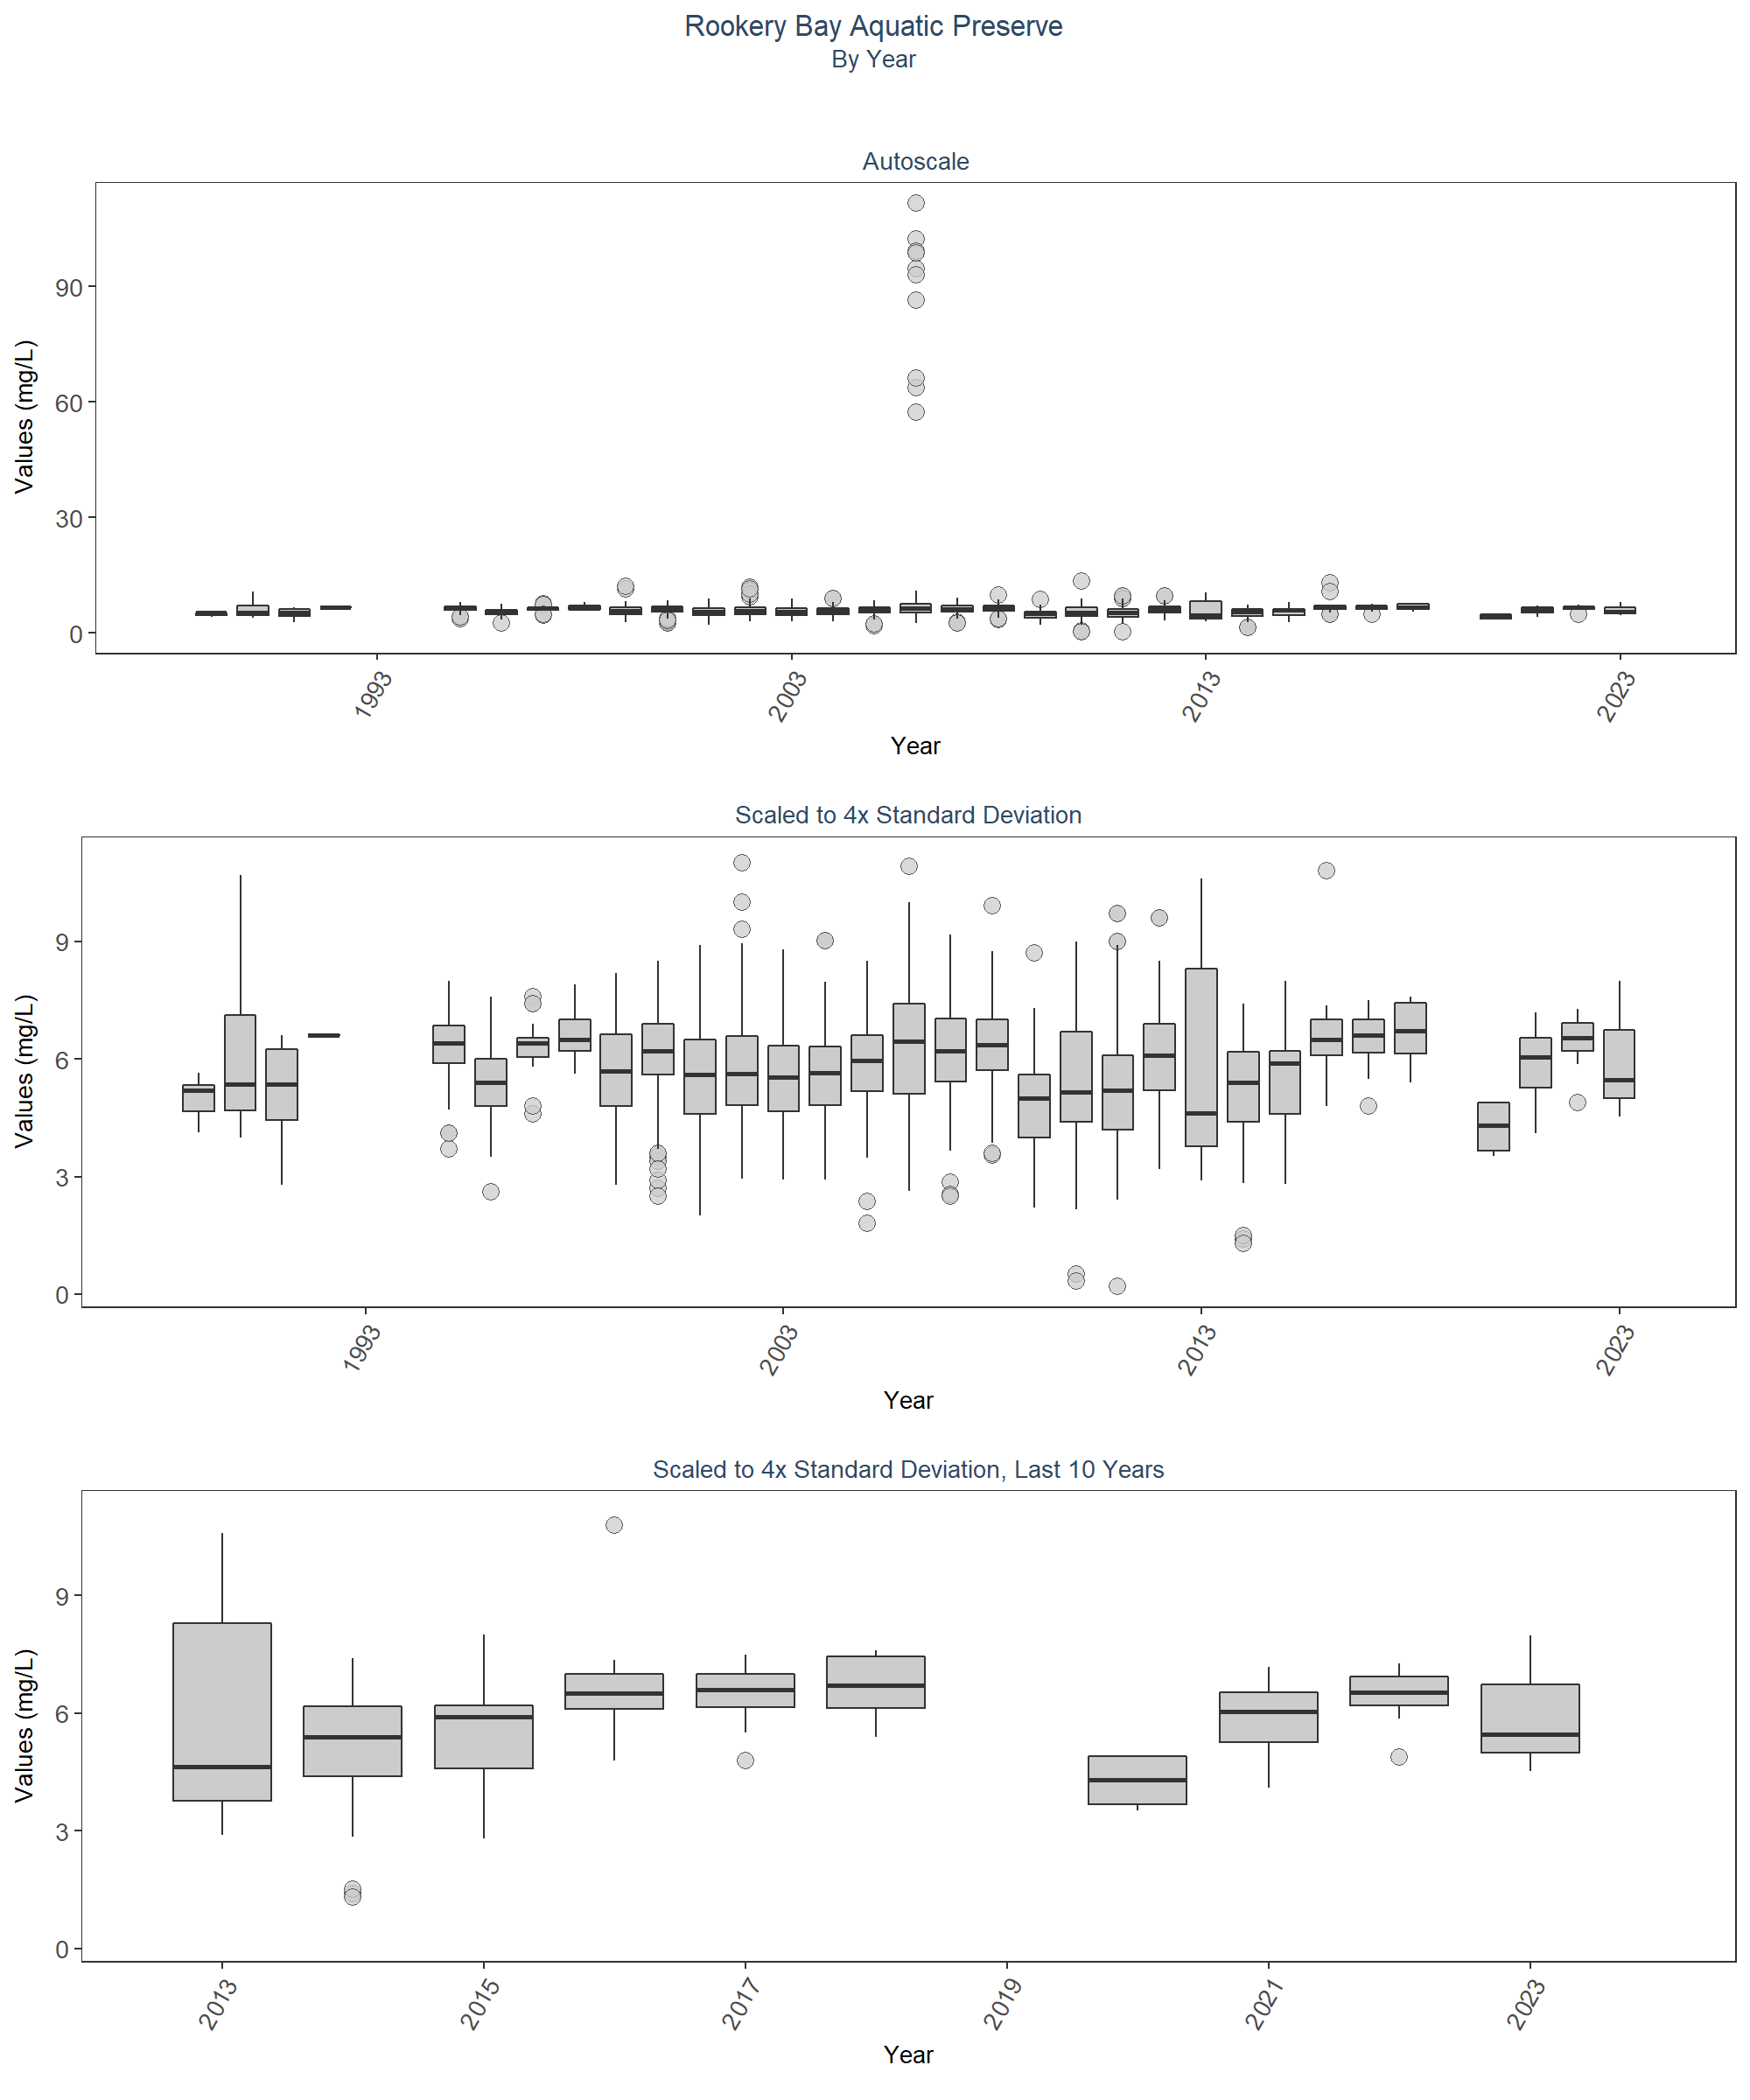 Rookery Bay Aquatic Preserve
By Year
Autoscale
Values (mg/L)
90
60
30
0
1993
2003
2013
2023
Year
Scaled to 4x Standard Deviation
Values (mg/L)
9
6
3
0
1993
2003
2013
2023
Year
Scaled to 4x Standard Deviation, Last 10 Years
Values (mg/L)
9
6
3
0
2013
2015
2017
2019
2021
2023
Year